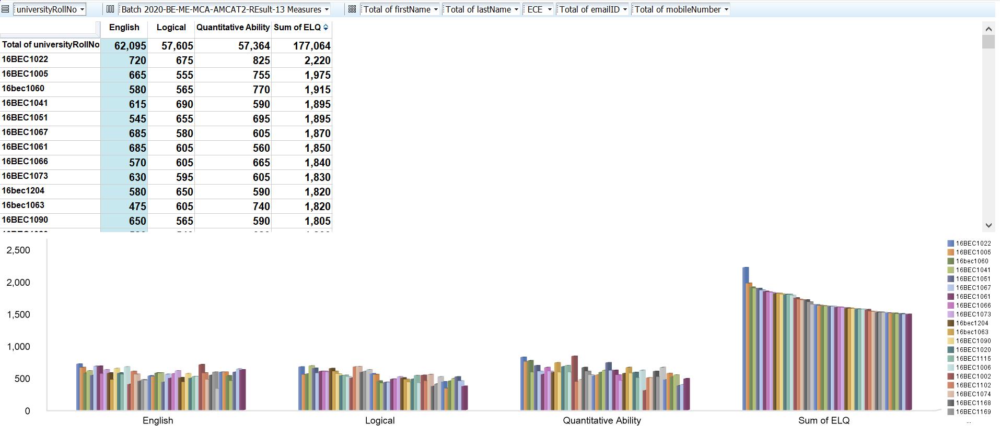 universityRollNo Batch 2020-BE-ME-MCA-AMCAT2-REsult-13 Measures Total of firstName Total of lastName ECE Total of emailID Total of mobileNumber
English Logical Quantitative Ability Sum of ELQ
Total of universityRollNo 62,095 57,605 57,364 177,064
16BEC1022 720 675 825 2,220
16BEC1005 665 555 755 1,975
16bec1060 580 565 770 1,915
16BEC1041 615 690 590 1,895
16BEC1051 545 655 695 1,895
16BEC1067 685 580 605 1,870
16BEC1061 685 605 560 1,850
16BEC1066 570 605 665 1,840
16BEC1073 630 595 605 1,830
16bec1204 580 650 590 1,820
16bec1063 475 605 740 1,820
16BEC1090 650 565 590 1,805
2,500
2,000
1,500
1,000
500
0
English Logical Quantitative Ability Sum of ELQ
16BEC1022
16BEC1005
16bec1060
16BEC1041
16BEC1051
16BEC1067
16BEC1061
16BEC1066
16BEC1073
16bec1204
16bec1063
16BEC1090
16BEC1020
16BEC1115
16BEC1006
16BEC1002
16BEC1102
16BEC1074
16BEC1168
16BEC1169
...